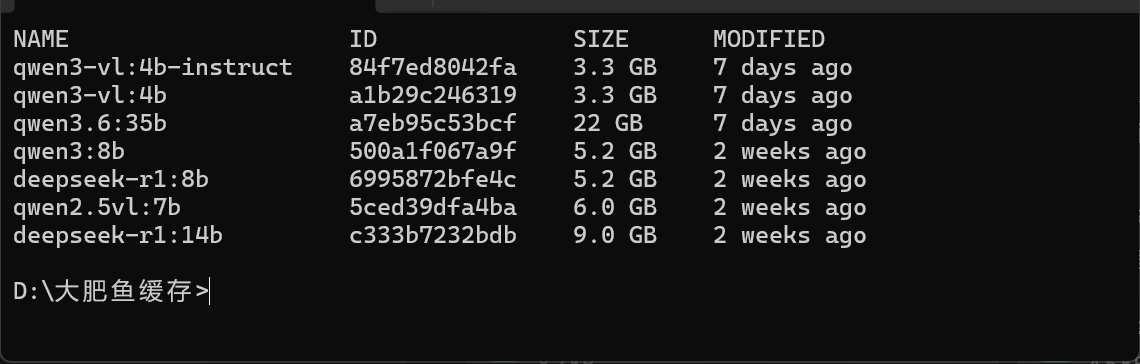 NAME ID SIZE MODIFIED
qwen3-vl:4b-instruct 84f7ed8042fa 3.3 GB 7 days ago
qwen3-vl:4b a1b29c246319 3.3 GB 7 days ago
qwen3.6:35b a7eb95c53bcf 22 GB 7 days ago
qwen3:8b 500a1f067a9f 5.2 GB 2 weeks ago
deepseek-r1:8b 6995872bfe4c 5.2 GB 2 weeks ago
qwen2.5vl:7b 5ced39dfa4ba 6.0 GB 2 weeks ago
deepseek-r1:14b c333b7232bdb 9.0 GB 2 weeks ago
D:\大肥鱼缓存>